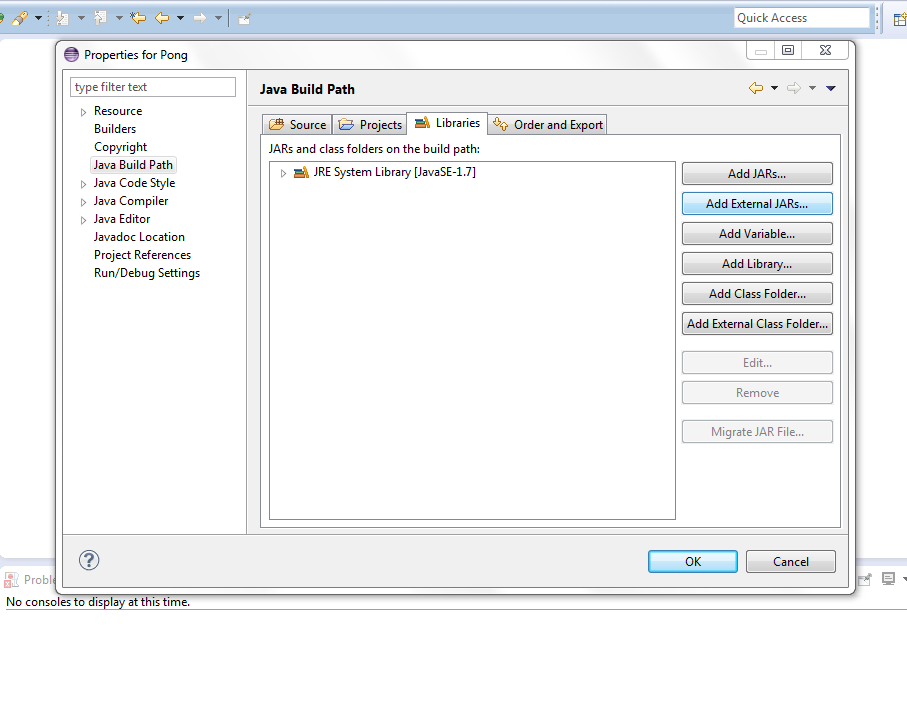 Quick Access
Properties for Pong
type filter text
Resource
Builders
Copyright
Java Build Path
Java Code Style
Java Compiler
Java Editor
Javadoc Location
Project References
Run/Debug Settings
Java Build Path
Source Projects Libraries Order and Export
JARs and class folders on the build path:
JRE System Library [JavaSE-1.7]
Add JARs...
Add External JARs...
Add Variable...
Add Library...
Add Class Folder...
Add External Class Folder...
Edit...
Remove
Migrate JAR File...
?
OK Cancel
Proble
No consoles to display at this time.